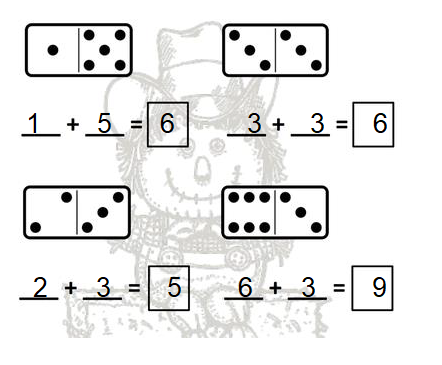 1 + 5 = 6 3 + 3 = 6
2 + 3 = 5 6 + 3 = 9